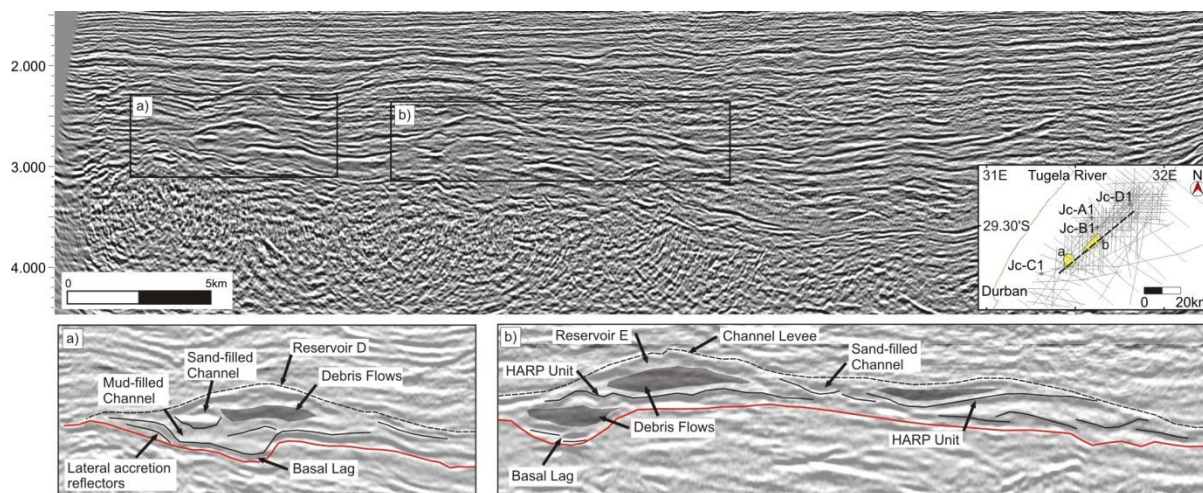 2.000
3.000
4.000
a)
b)
0 5km
31E Tugela River 32E N
Jc-D1
Jc-A1
29.30'S
Jc-B1
a b
Jc-C1
Durban
0 20km
a)
Reservoir D
Sand-filled
Channel
Debris Flows
Mud-filled
Channel
Lateral accretion
reflectors
Basal Lag
b)
Reservoir E
Channel Levee
HARP Unit
Sand-filled
Channel
Debris Flows
HARP Unit
Basal Lag